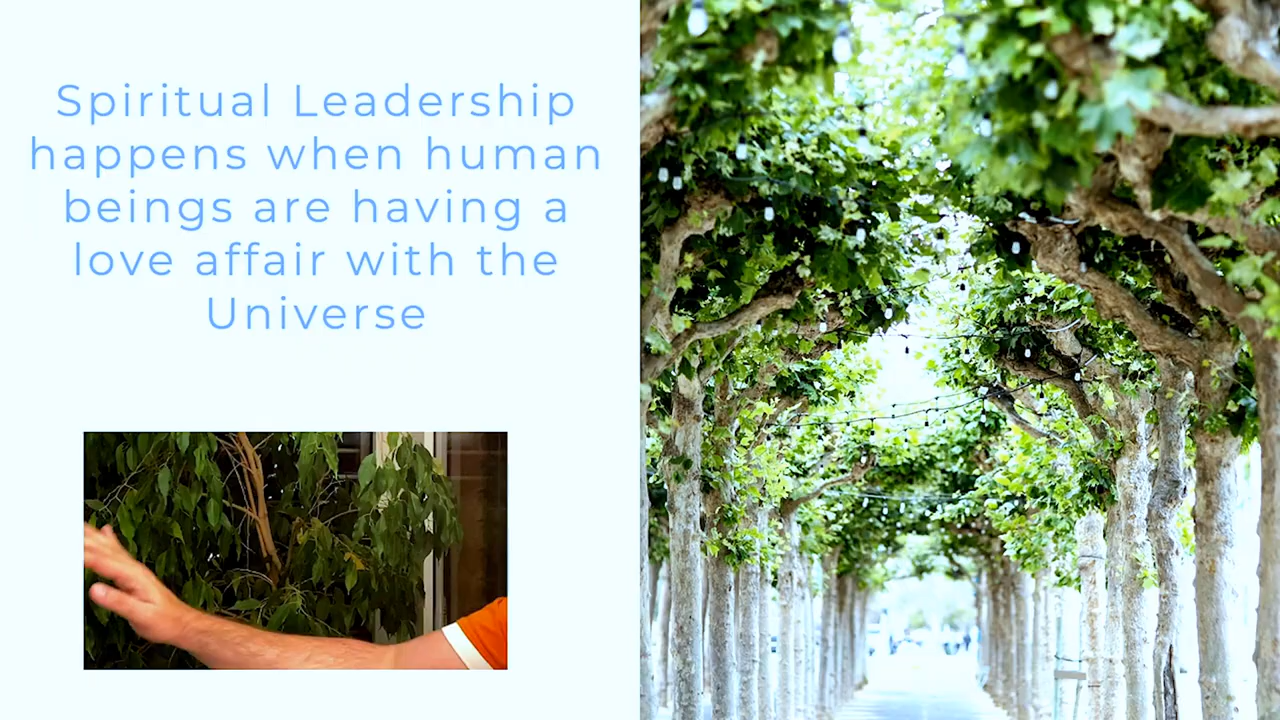 Spiritual Leadership
happens when human
beings are having a
love affair with the
Universe